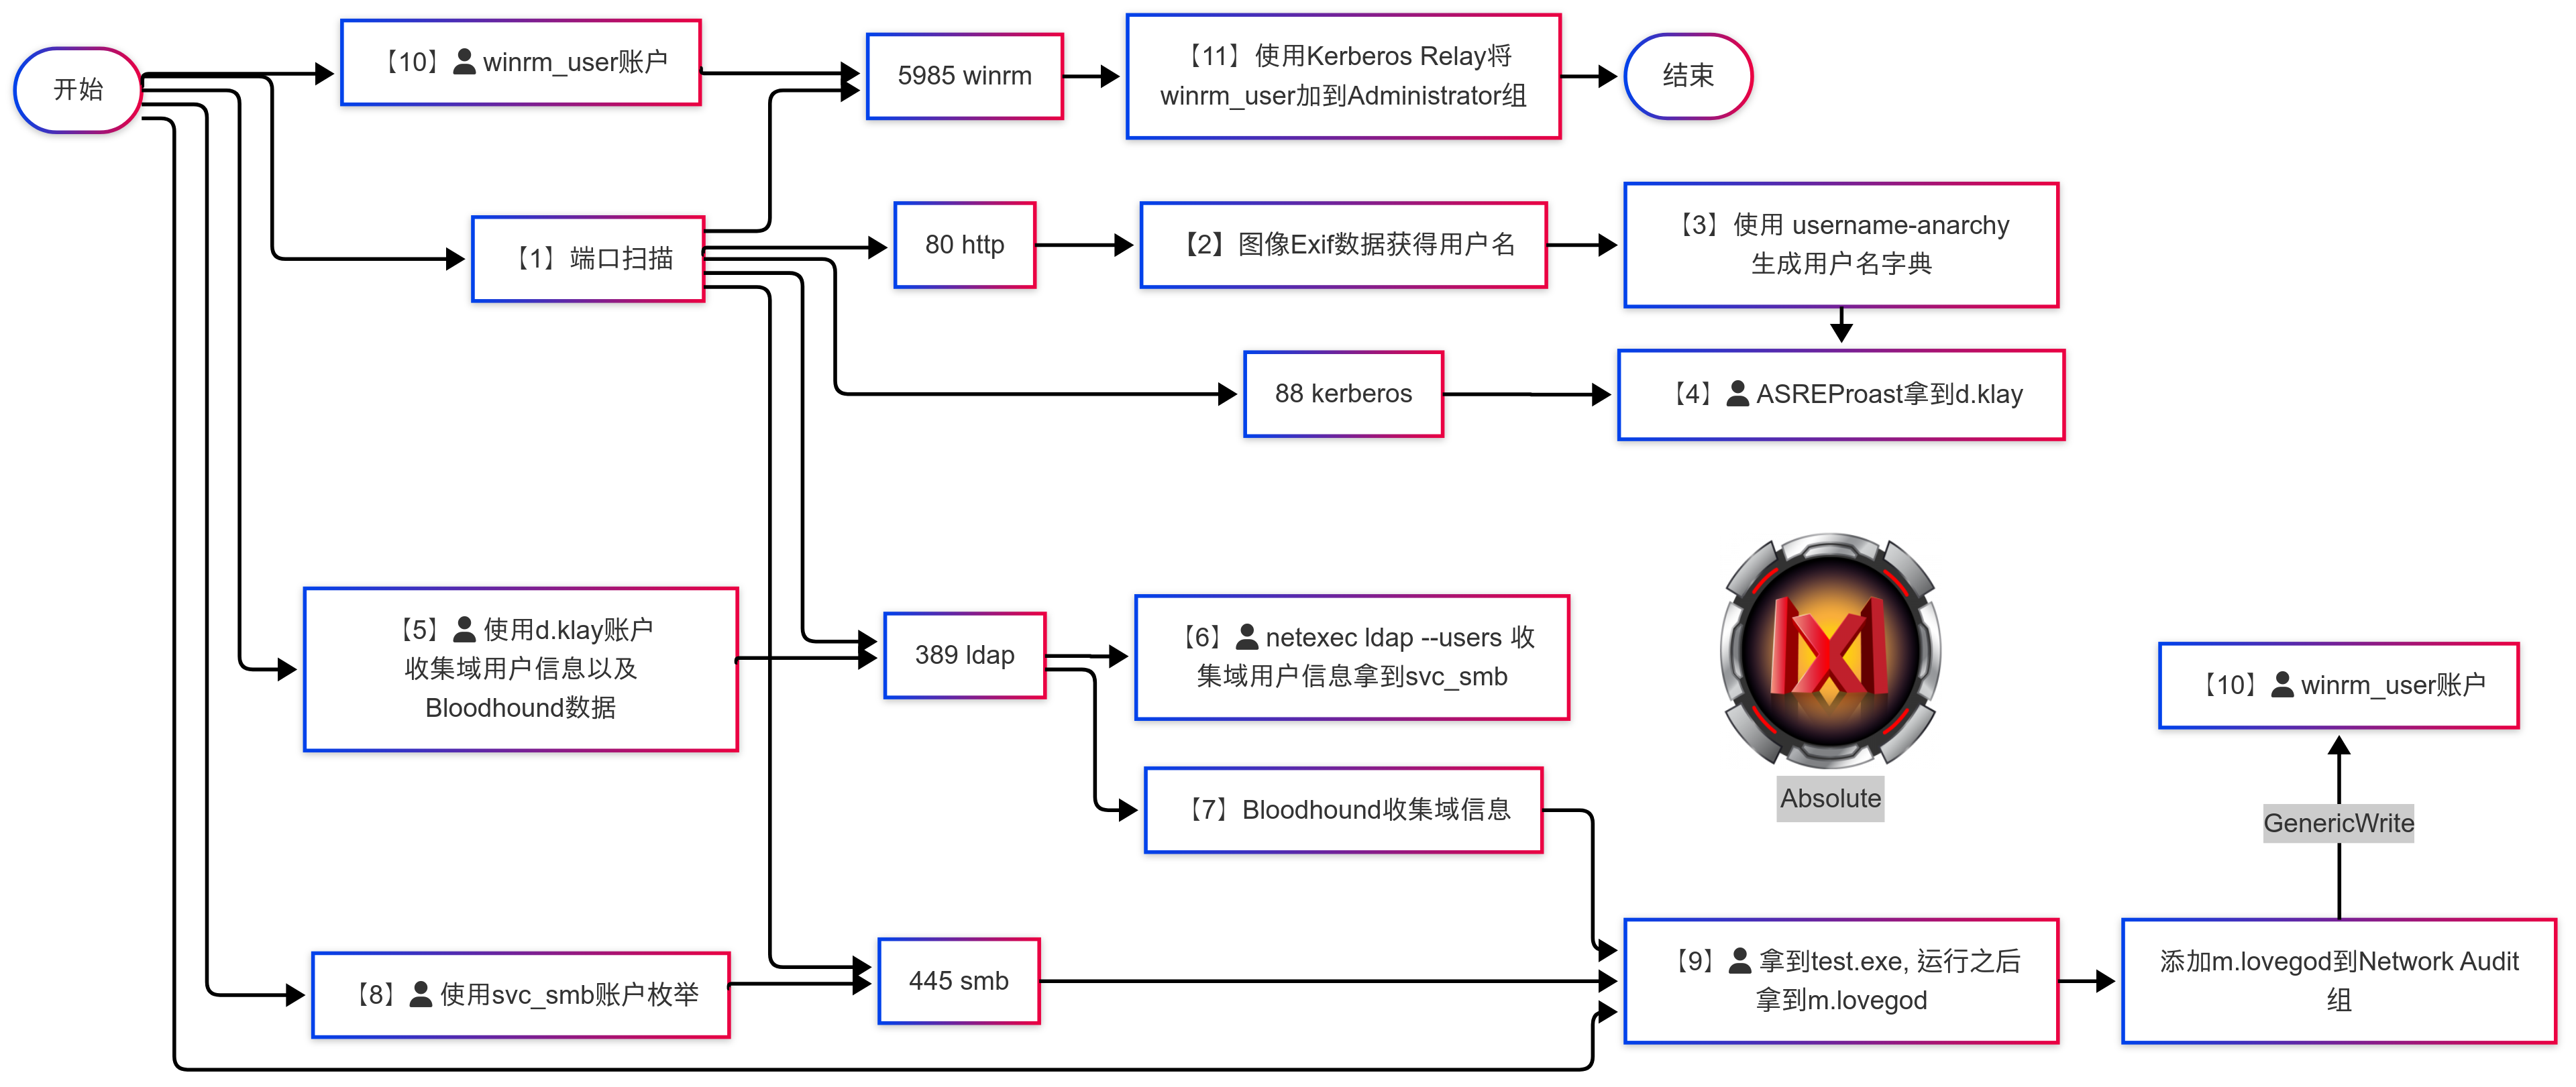 开始
【10】 winrm_user账户
5985 winrm
【11】使用Kerberos Relay将
winrm_user加到Administrator组
结束
【1】端口扫描
80 http
【2】图像Exif数据获得用户名
【3】使用 username-anarchy
生成用户名字典
88 kerberos
【4】 ASREProast拿到d.klay
【5】 使用d.klay账户
收集域用户信息以及
Bloodhound数据
389 ldap
【6】 netexec ldap --users 收
集域用户信息拿到svc_smb
【7】Bloodhound收集域信息
Absolute
【10】 winrm_user账户
GenericWrite
【8】 使用svc_smb账户枚举
445 smb
【9】 拿到test.exe, 运行之后
拿到m.lovegod
添加m.lovegod到Network Audit
组